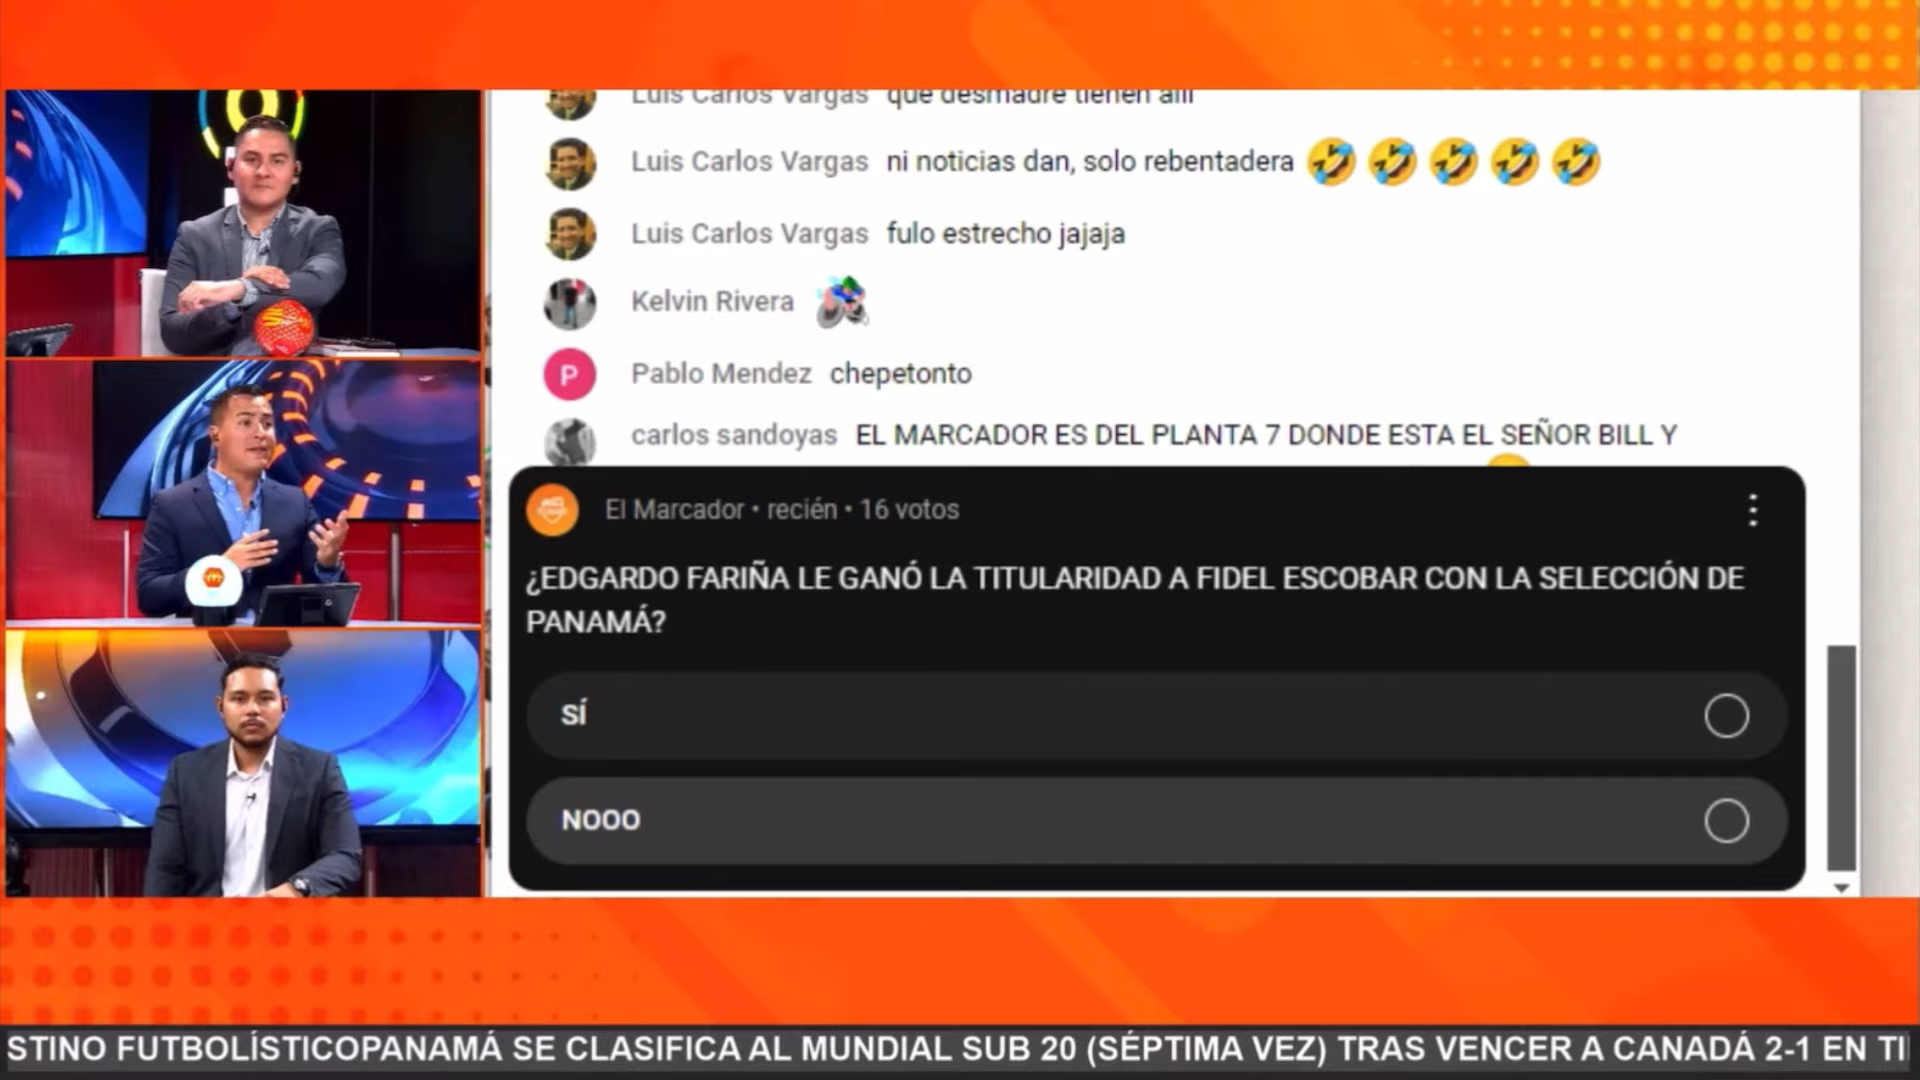 Luis Carlos Vargas que desmadre tienen alli
Luis Carlos Vargas ni noticias dan, solo rebentadera 🤣🤣🤣🤣🤣
Luis Carlos Vargas fulo estrecho jajaja
Kelvin Rivera
P Pablo Mendez chepetonto
carlos sandoyas EL MARCADOR ES DEL PLANTA 7 DONDE ESTA EL SEÑOR BILL Y
El Marcador • recién • 16 votos
¿EDGARDO FARIÑA LE GANÓ LA TITULARIDAD A FIDEL ESCOBAR CON LA SELECCIÓN DE
PANAMÁ?
SÍ
NOOO
STINO FUTBOLÍSTICOPANAMÁ SE CLASIFICA AL MUNDIAL SUB 20 (SÉPTIMA VEZ) TRAS VENCER A CANADÁ 2-1 EN TI